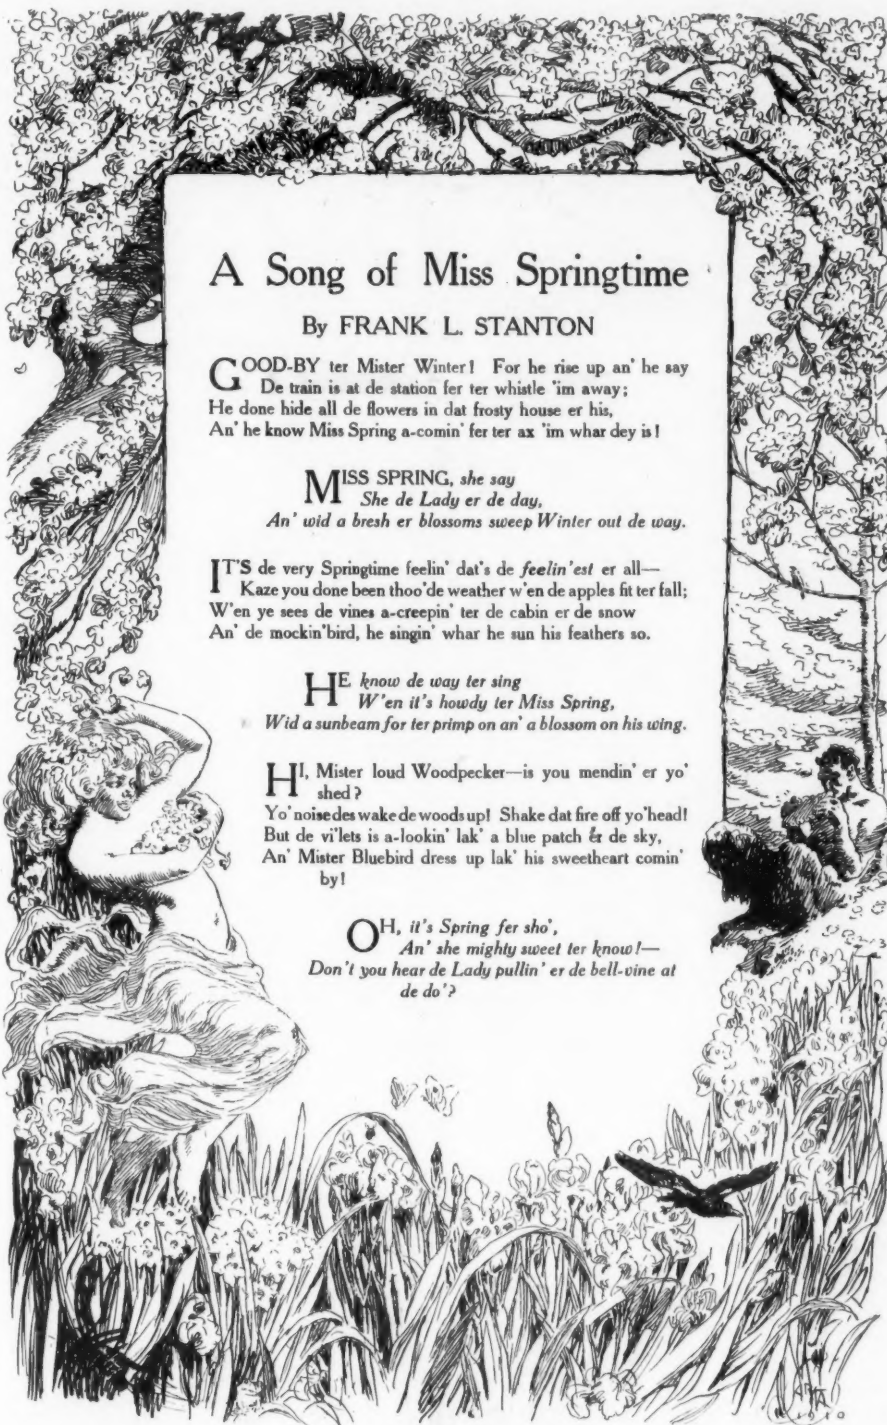 A Song of Miss Springtime
By FRANK L. STANTON
GOOD-BY ter Mister Winter! For he rise up an' he say
De train is at de station fer ter whistle 'im away;
He done hide all de flowers in dat frosty house er his,
An' he know Miss Spring a-comin' fer ter ax 'im whar dey is!
MISS SPRING, she say
She de Lady er de day,
An' wid a bresh er blossoms sweep Winter out de way.
IT'S de very Springtime feelin' dat's de feelin'est er all—
Kaze you done been thoo' de weather w'en de apples fit ter fall;
W'en ye sees de vines a-creepin' ter de cabin er de snow
An' de mockin'bird, he singin' whar he sun his feathers so.
HE know de way ter sing
W'en it's howdy ter Miss Spring,
Wid a sunbeam for ter primp on an' a blossom on his wing.
HI, Mister loud Woodpecker—is you mendin' er yo'
shed?
Yo' noise des wake de woods up! Shake dat fire off yo' head!
But de vi'lets is a-lookin' lak' a blue patch er de sky,
An' Mister Bluebird dress up lak' his sweetheart comin'
by!
OH, it's Spring fer sho',
An' she mighty sweet ter know!—
Don't you hear de Lady pullin' er de bell-vine at
de do'?